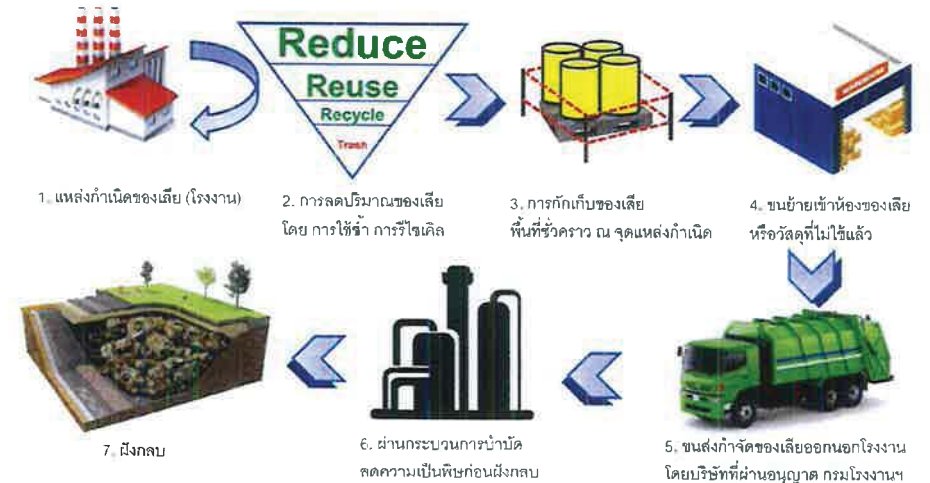 Reduce
Reuse
Recycle
Trash
1. แหล่งกำเนิดของเสีย (โรงงาน)
2. การลดปริมาณของเสีย
โดย การใช้ซ้ำ การรีไซเคิล
3. การกักเก็บของเสีย
พื้นที่ชั่วคราว ณ จุดแหล่งกำเนิด
4. ขนย้ายเข้าห้องของเสีย
หรือวัสดุที่ไม่ใช้แล้ว
5. ขนส่งกำจัดของเสียออกนอกโรงงาน
โดยบริษัทที่ผ่านอนุญาต กรมโรงงานฯ
6. ผ่านกระบวนการบำบัด
ลดความเป็นพิษก่อนฝังกลบ
7. ฝังกลบ